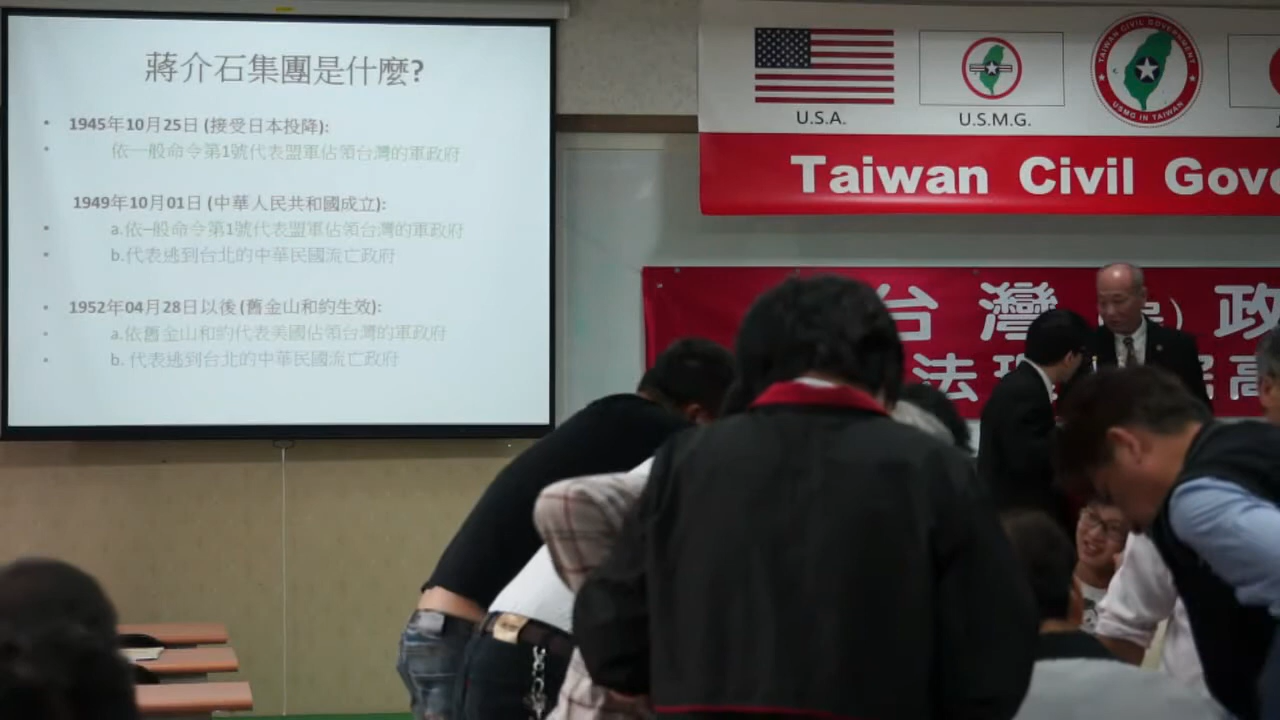 蔣介石集團是什麼?
• 1945年10月25日 (接受日本投降):
• 依一般命令第1號代表盟軍佔領台灣的軍政府
1949年10月01日 (中華人民共和國成立):
• a.依一般命令第1號代表盟軍佔領台灣的軍政府
• b.代表逃到台北的中華民國流亡政府
• 1952年04月28日以後 (舊金山和約生效):
• a.依舊金山和約代表美國佔領台灣的軍政府
• b. 代表逃到台北的中華民國流亡政府
U.S.A.
U.S.M.G.
TAIWAN CIVIL GOVERNMENT
USMG IN TAIWAN
Taiwan Civil Gove
台灣 民) 政
法理
高